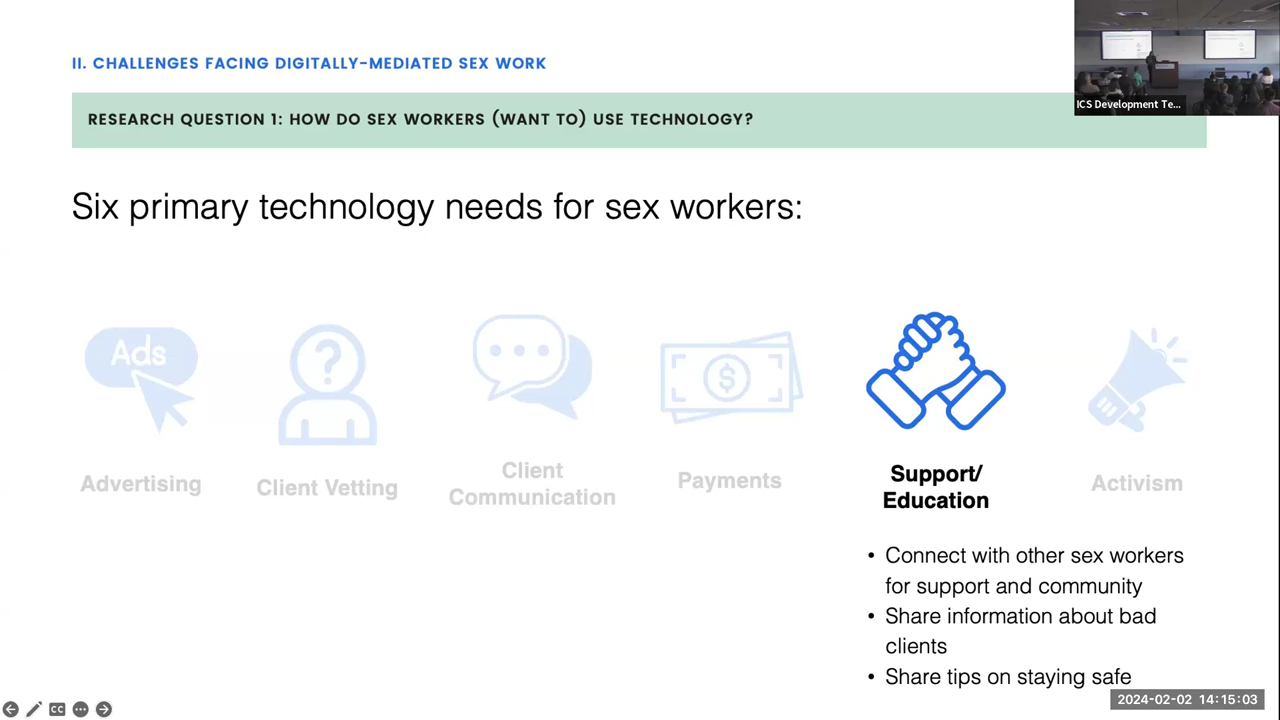 II. CHALLENGES FACING DIGITALLY-MEDIATED SEX WORK
ICS Development Te...
RESEARCH QUESTION 1: HOW DO SEX WORKERS (WANT TO) USE TECHNOLOGY?
Six primary technology needs for sex workers:
Ads
?
$
Advertising
Client Vetting
Client
Communication
Payments
Support/
Education
Activism
• Connect with other sex workers
for support and community
• Share information about bad
clients
• Share tips on staying safe
CC
2024-02-02 14:15:03